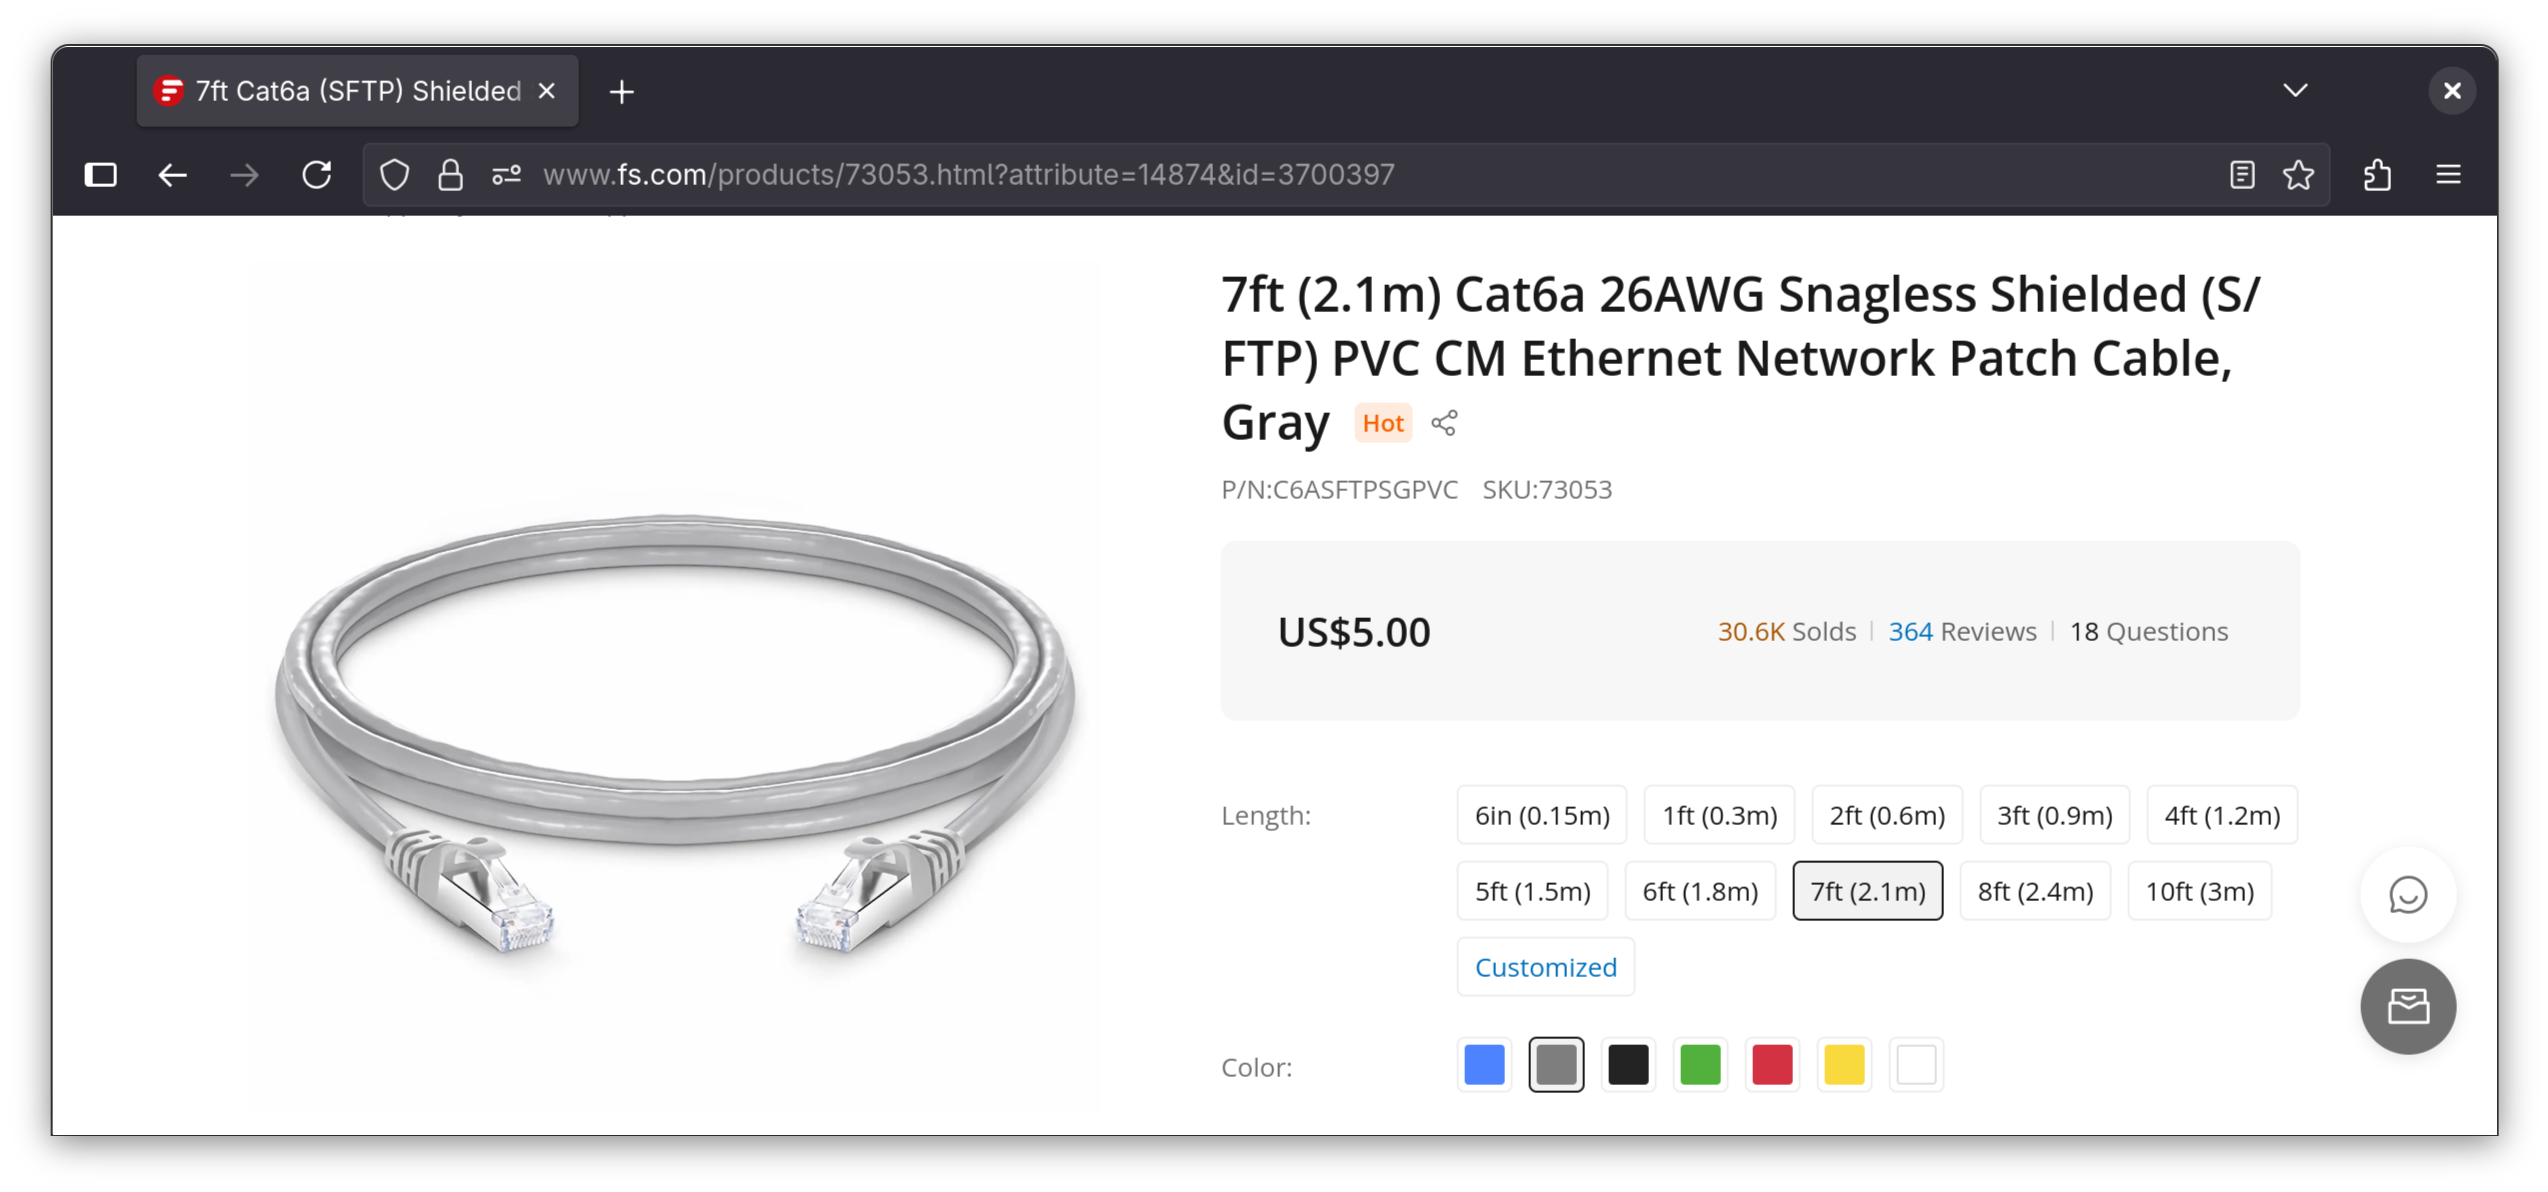 7ft Cat6a (SFTP) Shielded
www.fs.com/products/73053.html?attribute=14874&id=3700397
7ft (2.1m) Cat6a 26AWG Snagless Shielded (S/
FTP) PVC CM Ethernet Network Patch Cable,
Gray Hot
P/N:C6ASFTPSGPVC SKU:73053
US$5.00 30.6K Solds 364 Reviews 18 Questions
Length: 6in (0.15m) 1ft (0.3m) 2ft (0.6m) 3ft (0.9m) 4ft (1.2m)
5ft (1.5m) 6ft (1.8m) 7ft (2.1m) 8ft (2.4m) 10ft (3m)
Customized
Color: